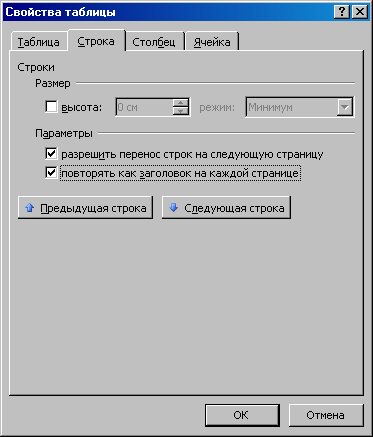 Свойства таблицы
Таблица Строка Столбец Ячейка
Строки
Размер
высота: 0 см режим: Минимум
Параметры
разрешить перенос строк на следующую страницу
повторять как заголовок на каждой странице
Предыдущая строка Следующая строка
ОК Отмена